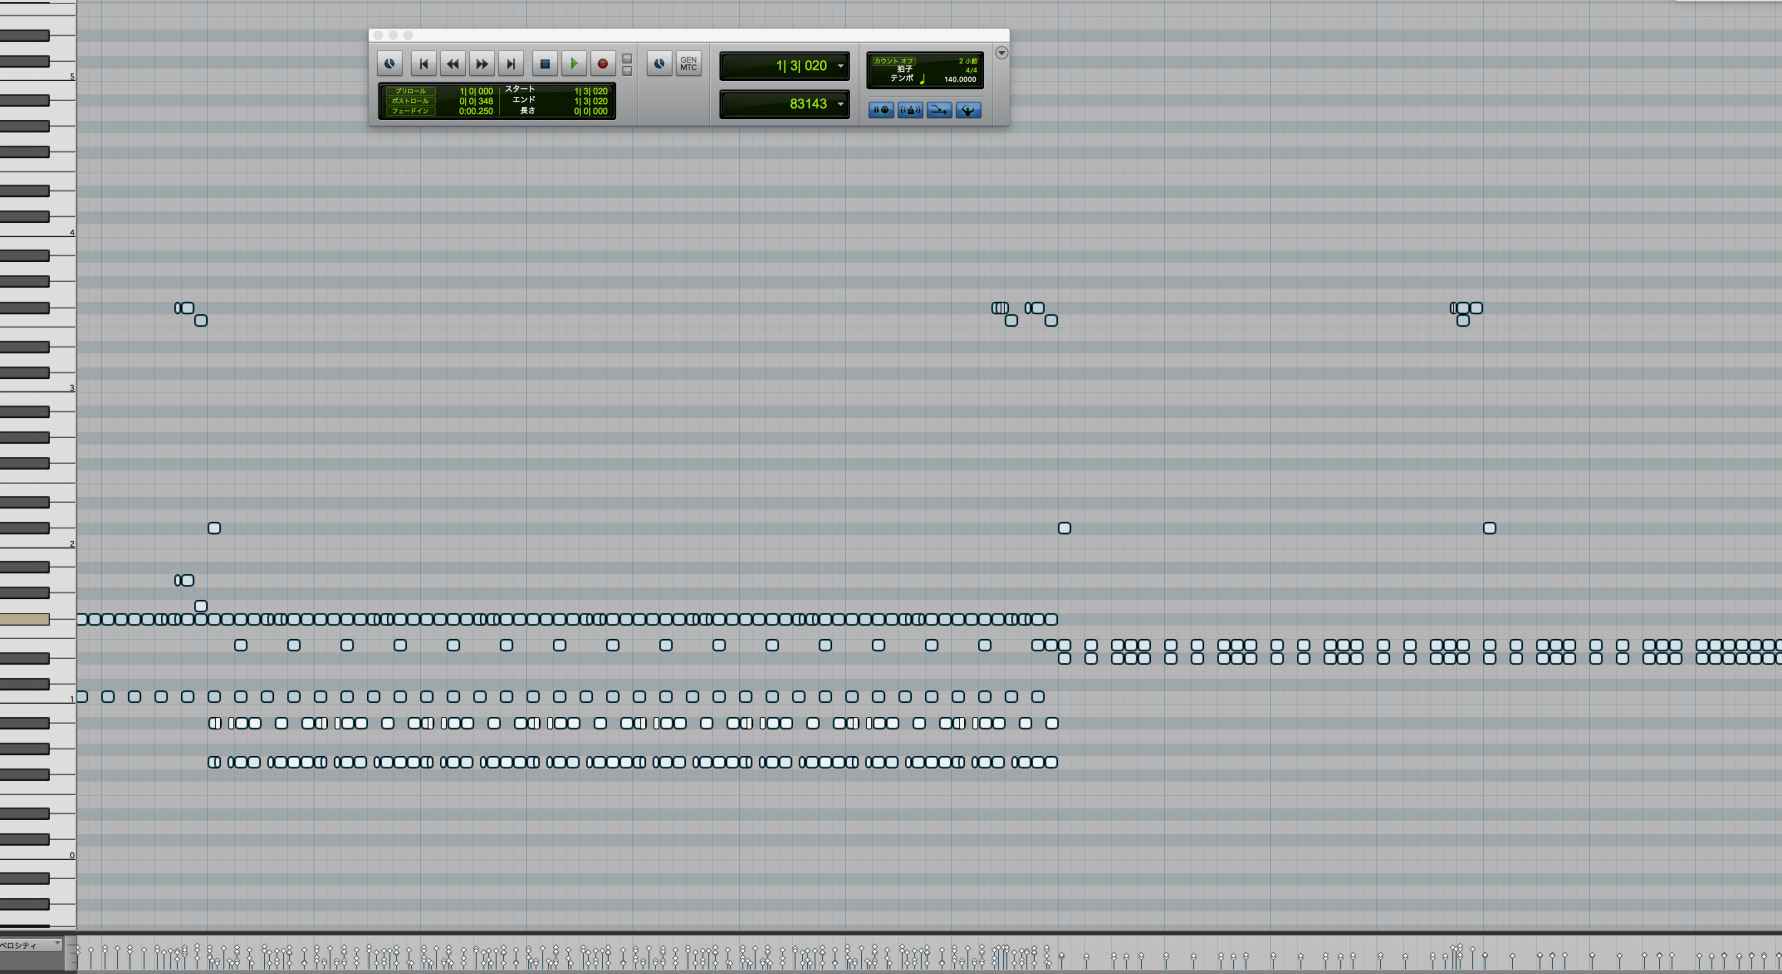 GEN
MTC
1| 3| 020
83143
カウント オフ 2 小節
拍子 4/4
テンポ 140.0000
プリロール 1| 0| 000 スタート 1| 3| 020
ポストロール 0| 0| 348 エンド 1| 3| 020
フェードイン 0:00.250 長さ 0| 0| 000
5
4
3
2
1
0
ベロシティ